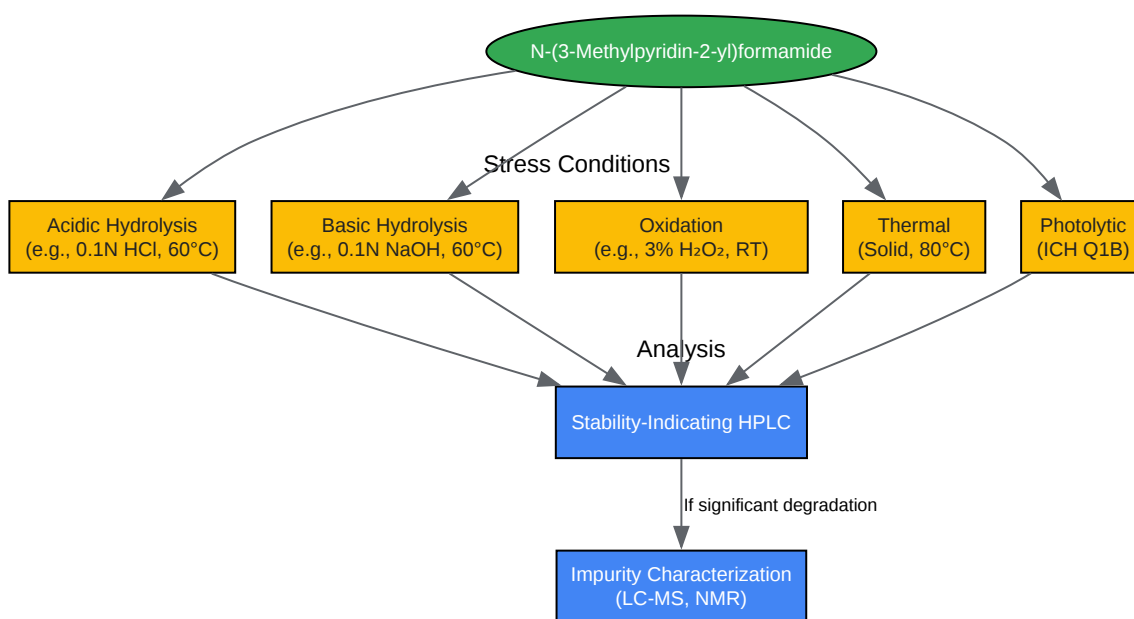 N-(3-Methylpyridin-2-yl)formamide
Stress Conditions
Acidic Hydrolysis
(e.g., 0.1N HCl, 60°C)
Basic Hydrolysis
(e.g., 0.1N NaOH, 60°C)
Oxidation
(e.g., 3% H₂O₂, RT)
Thermal
(Solid, 80°C)
Photolytic
(ICH Q1B)
Analysis
Stability-Indicating HPLC
If significant degradation
Impurity Characterization
(LC-MS, NMR)